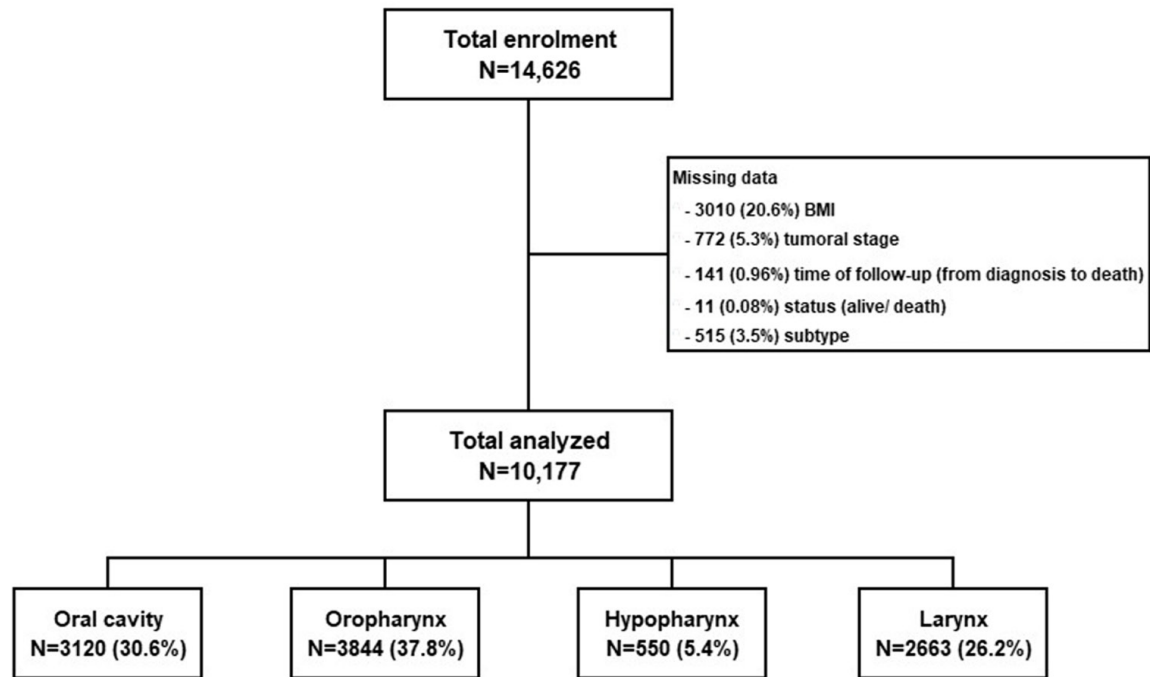 Total enrolment
N=14,626
Missing data
- 3010 (20.6%) BMI
- 772 (5.3%) tumoral stage
- 141 (0.96%) time of follow-up (from diagnosis to death)
- 11 (0.08%) status (alive/ death)
- 515 (3.5%) subtype
Total analyzed
N=10,177
Oral cavity
N=3120 (30.6%)
Oropharynx
N=3844 (37.8%)
Hypopharynx
N=550 (5.4%)
Larynx
N=2663 (26.2%)